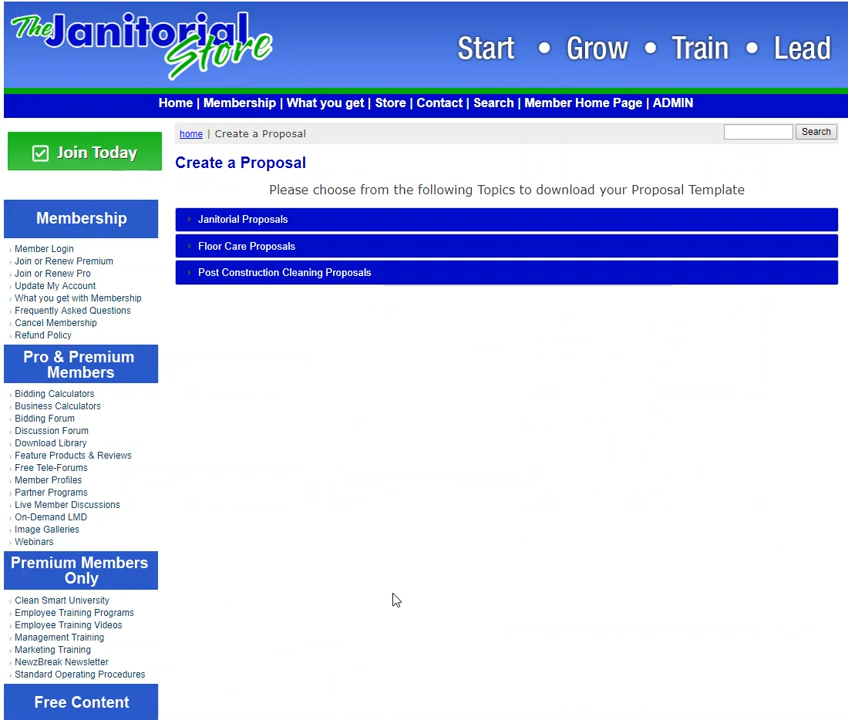 The Janitorial Store
Start • Grow • Train • Lead
Home | Membership | What you get | Store | Contact | Search | Member Home Page | ADMIN
Join Today
home | Create a Proposal
Search
Create a Proposal
Please choose from the following Topics to download your Proposal Template
Janitorial Proposals
Floor Care Proposals
Post Construction Cleaning Proposals
Membership
Member Login
Join or Renew Premium
Join or Renew Pro
Update My Account
What you get with Membership
Frequently Asked Questions
Cancel Membership
Refund Policy
Pro & Premium
Members
Bidding Calculators
Business Calculators
Bidding Forum
Discussion Forum
Download Library
Feature Products & Reviews
Free Tele-Forums
Member Profiles
Partner Programs
Live Member Discussions
On-Demand LMD
Image Galleries
Webinars
Premium Members
Only
Clean Smart University
Employee Training Programs
Employee Training Videos
Management Training
Marketing Training
NewzBreak Newsletter
Standard Operating Procedures
Free Content